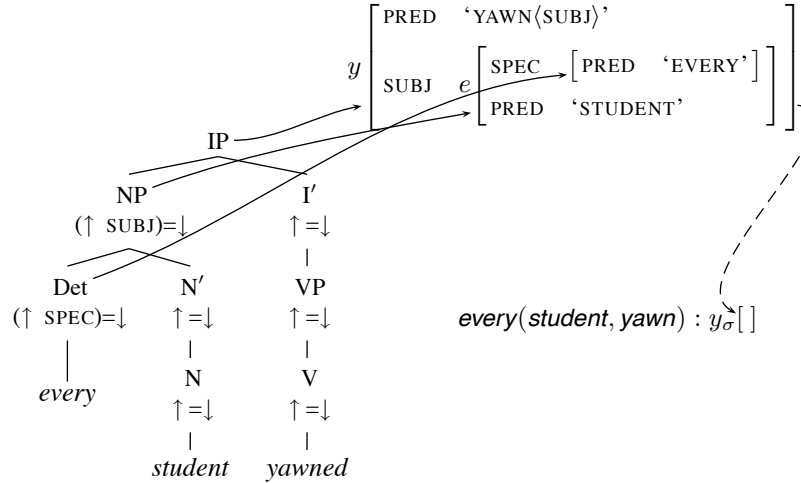 PRED ‘YAWN⟨SUBJ⟩’
y SUBJ e SPEC [PRED ‘EVERY’]
PRED ‘STUDENT’
IP
NP I′
(↑ SUBJ)=↓ ↑=↓
Det N′ VP
(↑ SPEC)=↓ ↑=↓ ↑=↓
every(student, yawn) : yσ[ ]
N V
every
↑=↓ ↑=↓
student yawned